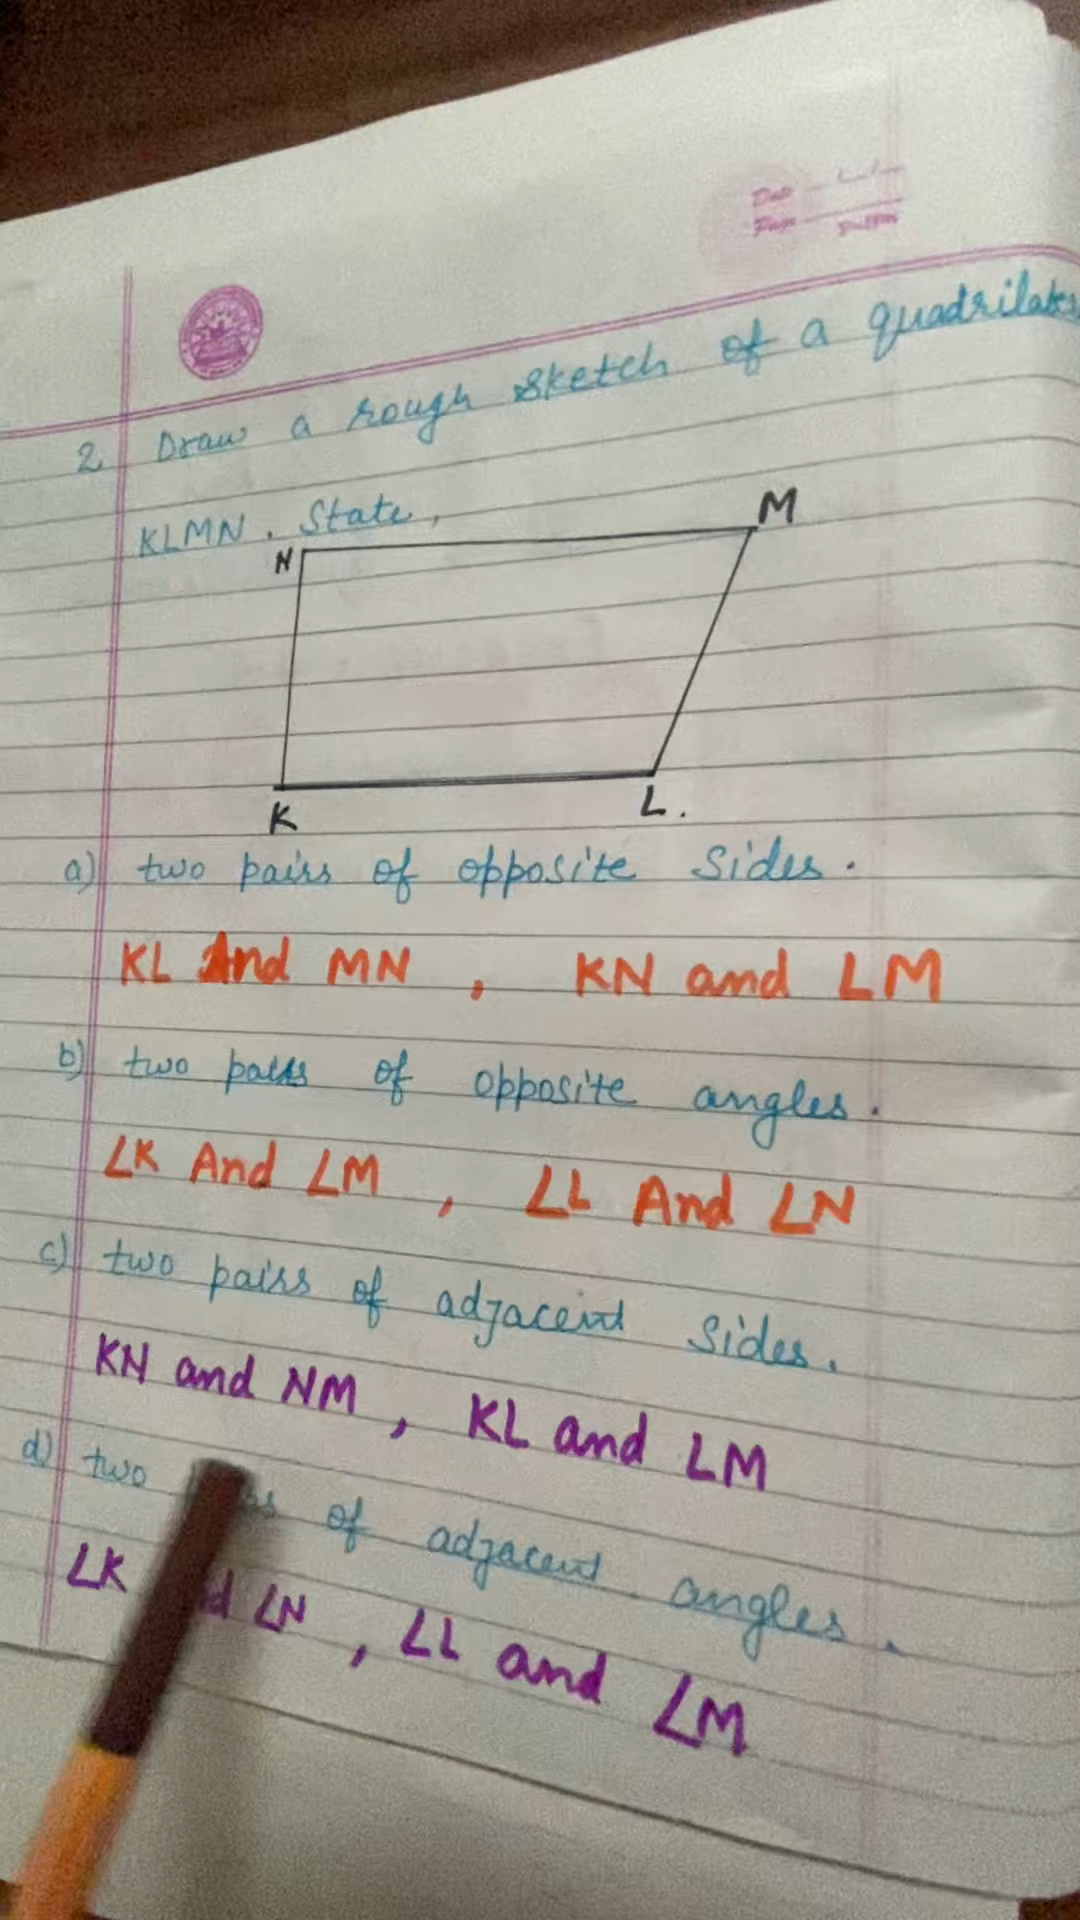 Date
Page
2 Draw a rough sketch of a
KLMN. State,
N M
K L.
a) two pairs of opposite sides.
KL And MN, KN and LM
b) two pairs of opposite angles.
∠K And ∠M, ∠L And ∠N
c) two pairs of adjacent sides.
KN and NM, KL and LM
d) two of adjacent angles.
∠K ∠N, ∠L and ∠M